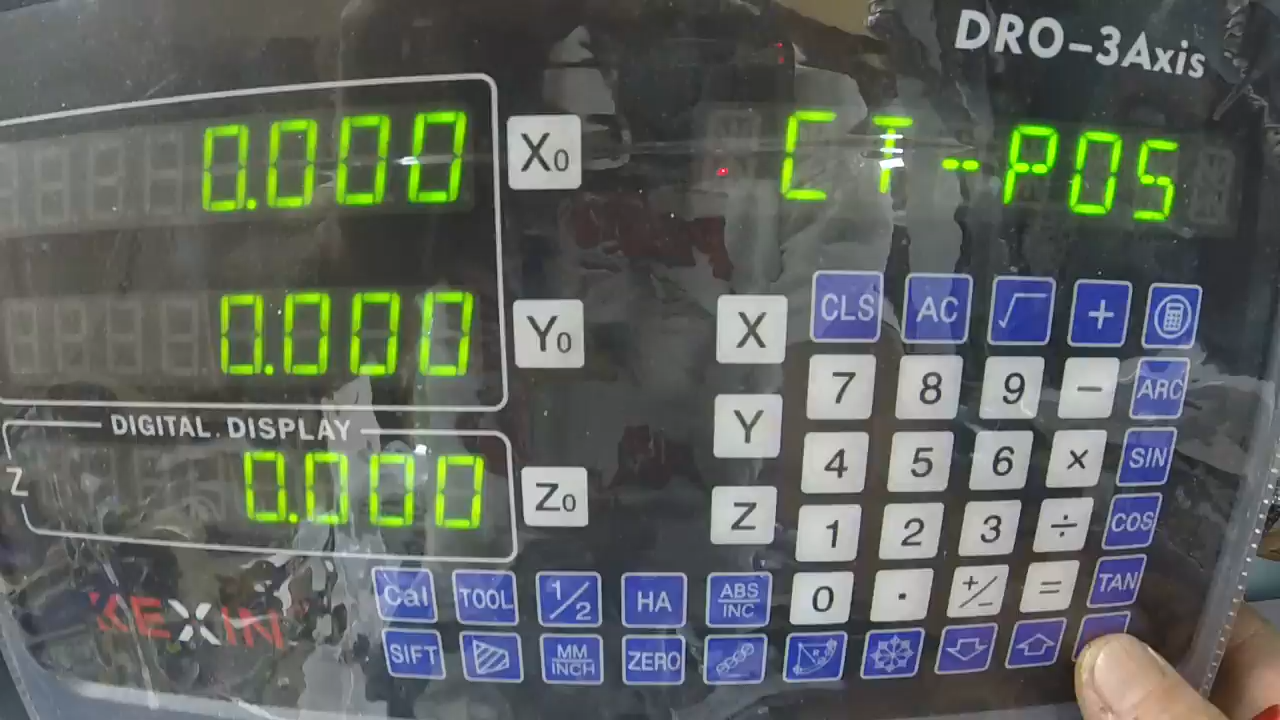 DRO-3Axis
0.000 X0 CT-POS
0.000 Y0 X CLS AC √ +
7 8 9 - ARC
DIGITAL DISPLAY Y
4 5 6 × SIN
Z 0.000 Z0 Z
1 2 3 ÷ COS
Cal TOOL 1/2 HA ABS/INC 0 . +/- = TAN
KEXIN
SIFT MM/INCH ZERO R